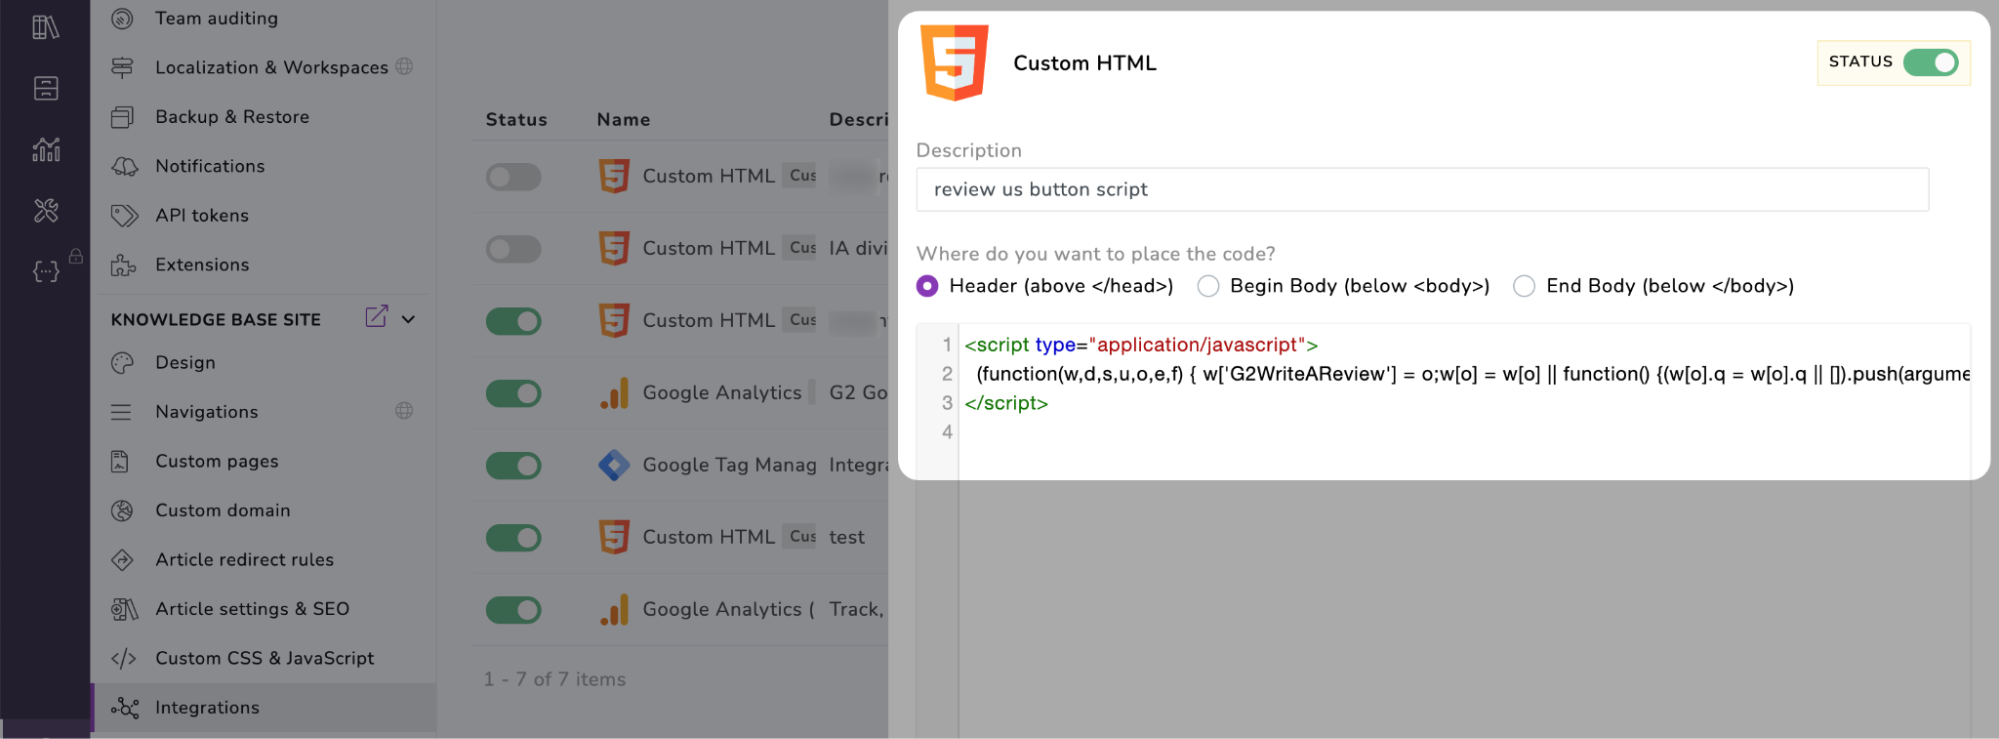 Team auditing
Localization & Workspaces
Backup & Restore
Notifications
API tokens
Extensions
KNOWLEDGE BASE SITE
Design
Navigations
Custom pages
Custom domain
Article redirect rules
Article settings & SEO
Custom CSS & JavaScript
Integrations
Status Name Descri
Custom HTML Cus
Custom HTML Cus IA divi
Custom HTML Cus
Google Analytics G2 Go
Google Tag Manag Integra
Custom HTML Cus test
Google Analytics ( Track,
1 - 7 of 7 items
Custom HTML
STATUS
Description
review us button script
Where do you want to place the code?
Header (above </head>) Begin Body (below <body>) End Body (below </body>)
1 <script type="application/javascript">
2 (function(w,d,s,u,o,e,f) { w['G2WriteAReview'] = o;w[o] = w[o] || function() {(w[o].q = w[o].q || []).push(argume
3 </script>
4